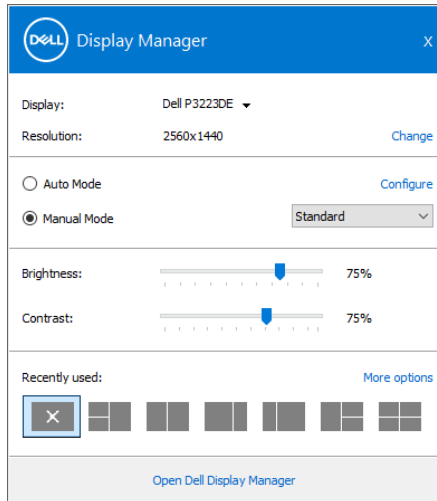 DELL Display Manager X
Display: Dell P3223DE
Resolution: 2560x1440 Change
Auto Mode Configure
Manual Mode Standard
Brightness: 75%
Contrast: 75%
Recently used: More options
Open Dell Display Manager